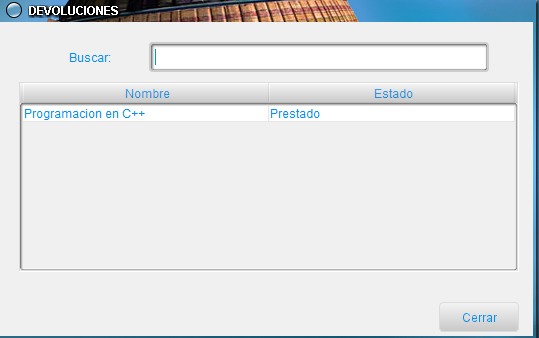 DEVOLUCIONES
Buscar:
Nombre Estado
Programacion en C++ Prestado
Cerrar